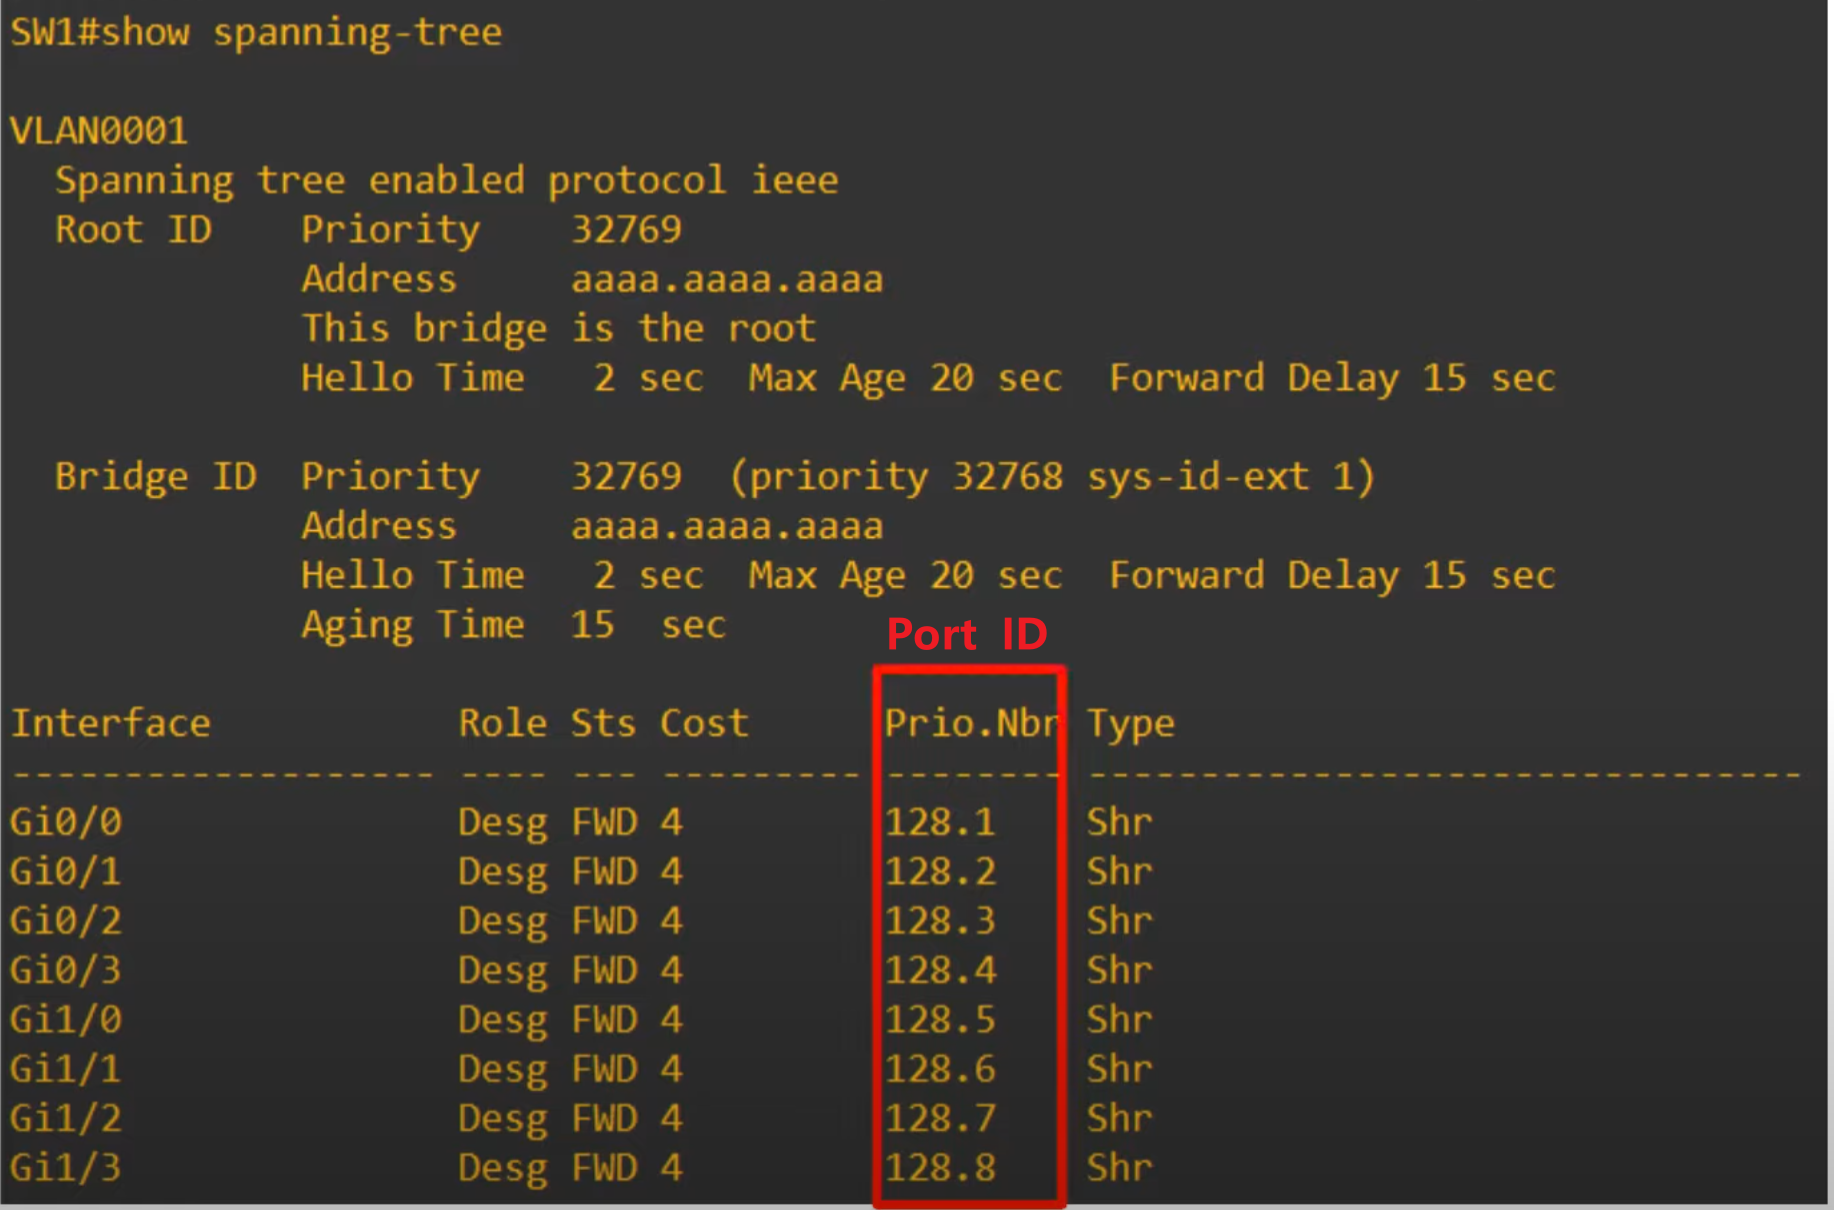 SW1#show spanning-tree
VLAN0001
Spanning tree enabled protocol ieee
Root ID Priority 32769
Address aaaa.aaaa.aaaa
This bridge is the root
Hello Time 2 sec Max Age 20 sec Forward Delay 15 sec
Bridge ID Priority 32769 (priority 32768 sys-id-ext 1)
Address aaaa.aaaa.aaaa
Hello Time 2 sec Max Age 20 sec Forward Delay 15 sec
Aging Time 15 sec
Port ID
Interface Role Sts Cost Prio.Nbr Type
------------------- ---- --- --------- -------- --------------------------------
Gi0/0 Desg FWD 4 128.1 Shr
Gi0/1 Desg FWD 4 128.2 Shr
Gi0/2 Desg FWD 4 128.3 Shr
Gi0/3 Desg FWD 4 128.4 Shr
Gi1/0 Desg FWD 4 128.5 Shr
Gi1/1 Desg FWD 4 128.6 Shr
Gi1/2 Desg FWD 4 128.7 Shr
Gi1/3 Desg FWD 4 128.8 Shr